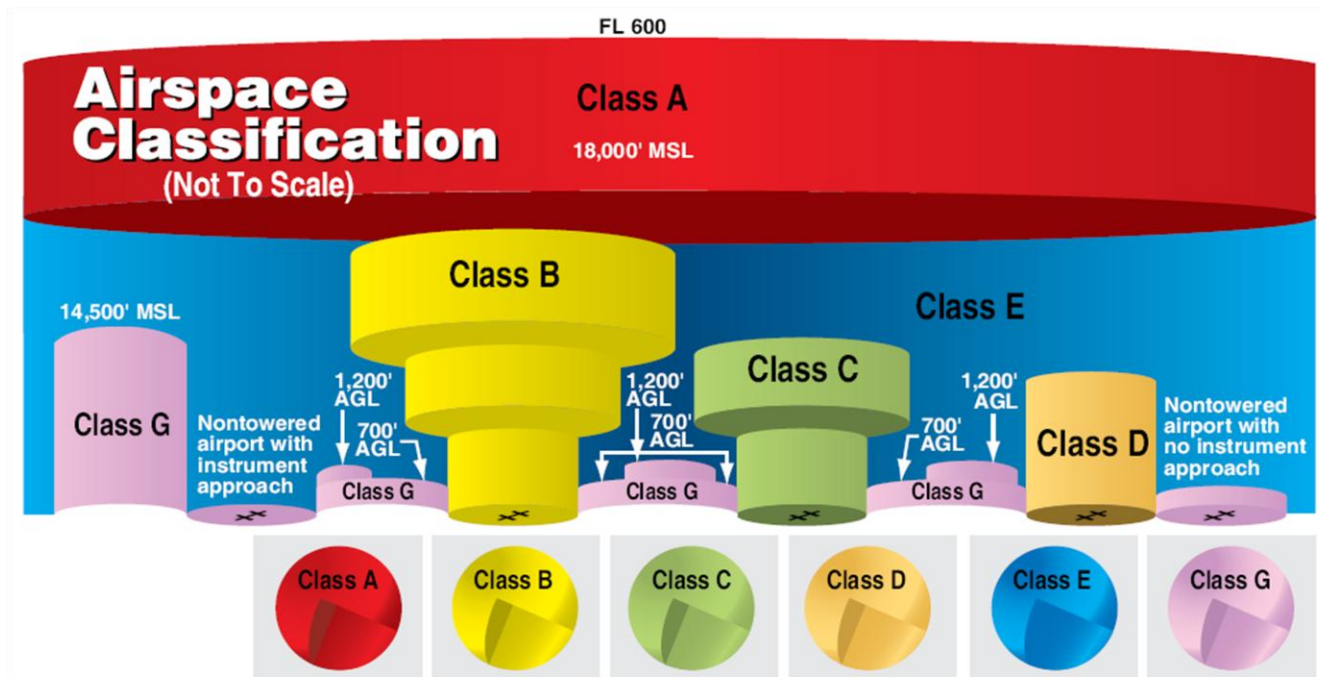 FL 600
Airspace
Classification
(Not To Scale)
Class A
18,000' MSL
Class B
Class E
14,500' MSL
Class C
1,200'
AGL
1,200'
AGL
1,200'
AGL
Class G
Nontowered
airport with
instrument
approach
700'
AGL
Class G
700'
AGL
Class G
700'
AGL
Class G
Class D
Nontowered
airport with
no instrument
approach
Class A
Class B
Class C
Class D
Class E
Class G